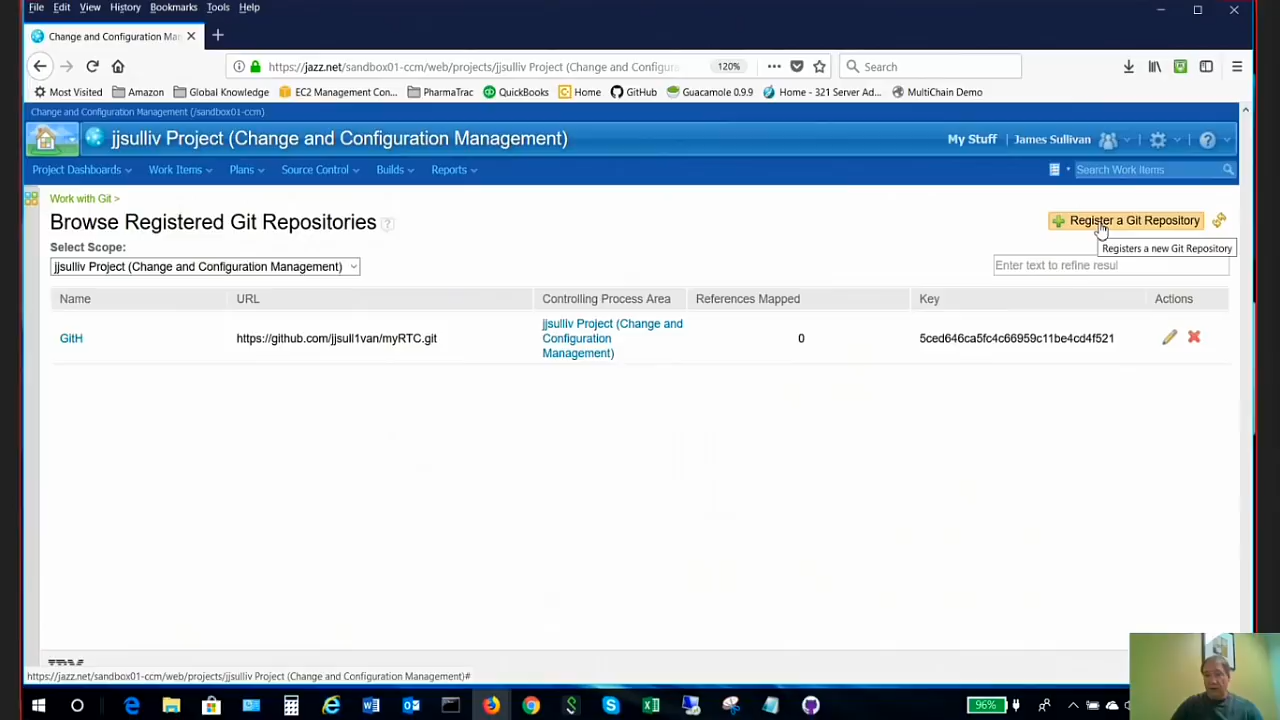 File Edit View History Bookmarks Tools Help
Change and Configuration Ma
https://jazz.net/sandbox01-ccm/web/projects/jjsulliv Project (Change and Configura
120%
Search
Most Visited Amazon Global Knowledge EC2 Management Con... PharmaTrac QuickBooks Home GitHub Guacamole 0.9.9 Home - 321 Server Ad... MultiChain Demo
Change and Configuration Management (/sandbox01-ccm)
jjsulliv Project (Change and Configuration Management)
My Stuff James Sullivan
Project Dashboards Work Items Plans Source Control Builds Reports
Search Work Items
Work with Git >
Browse Registered Git Repositories
Register a Git Repository
Select Scope:
Registers a new Git Repository
jjsulliv Project (Change and Configuration Management)
Enter text to refine resul
Name URL Controlling Process Area References Mapped Key Actions
GitH https://github.com/jjsull1van/myRTC.git jjsulliv Project (Change and 0 5ced646ca5fc4c66959c11be4cd4f521
Configuration
Management)
https://jazz.net/sandbox01-ccm/web/projects/jjsulliv Project (Change and Configuration Management)#
96%